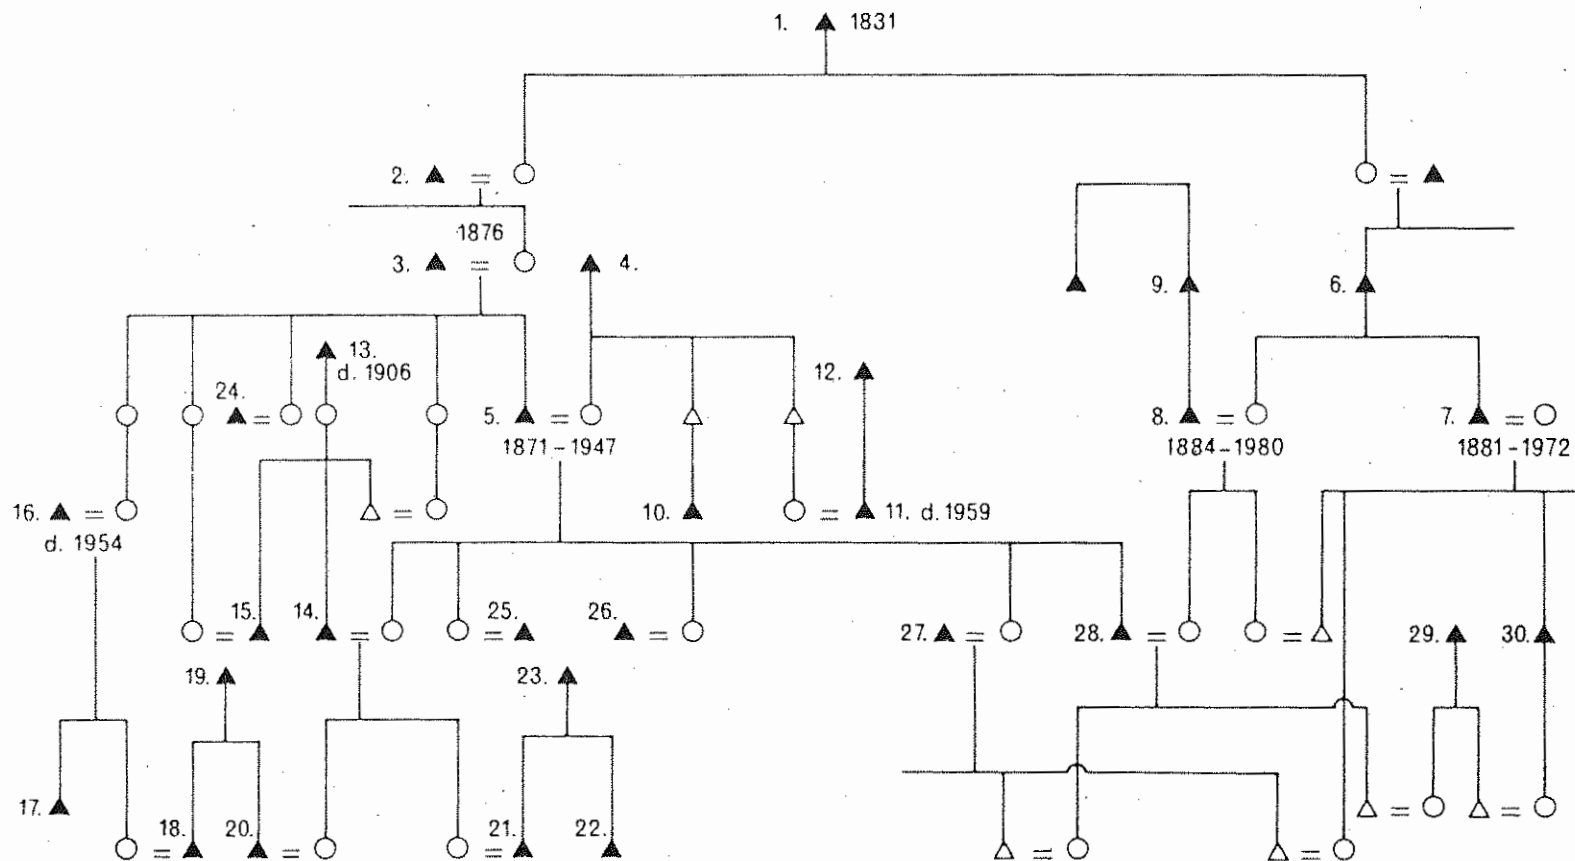 1. 1831
2.
1876
3. 4.
9. 6.
13.
d. 1906
12.
24.
5. 8. 7.
1871-1947 1884-1980 1881-1972
16. 10. 11. d. 1959
d. 1954
15. 14. 25. 26. 27. 28. 29. 30.
19. 23.
17.
18. 20. 21. 22.